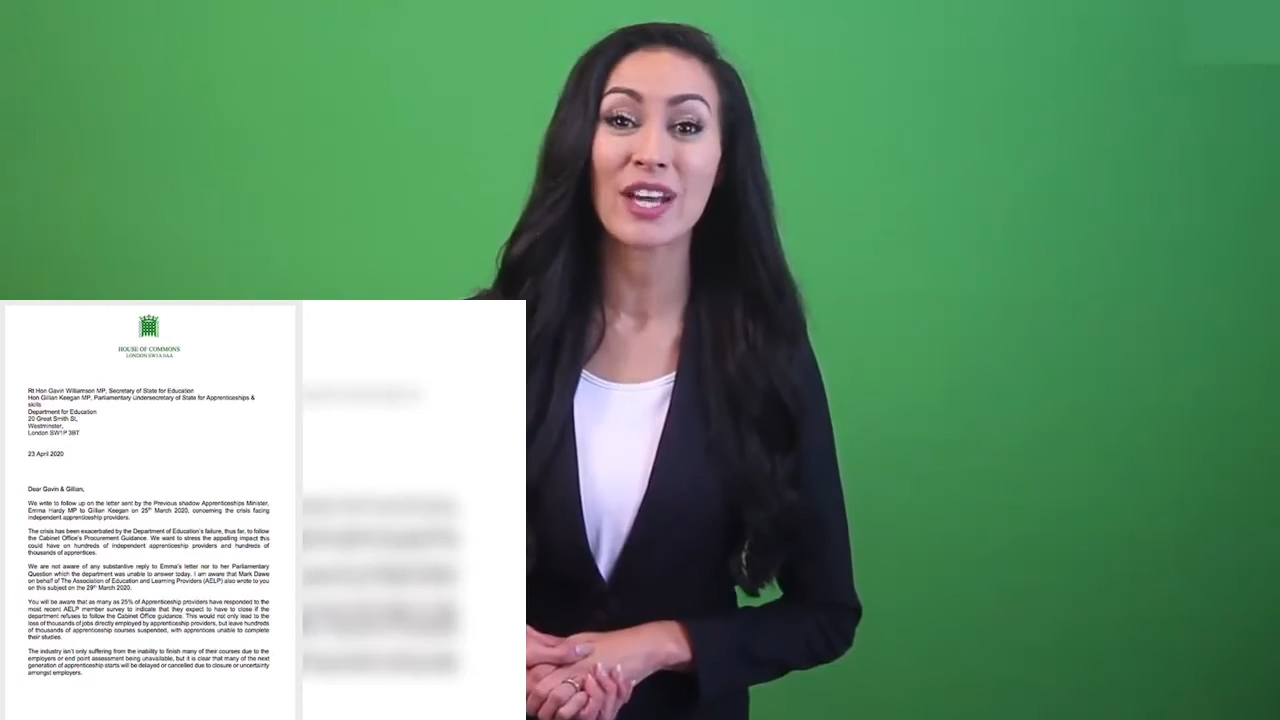 HOUSE OF COMMONS
LONDON SW1A 0AA
Rt Hon Gavin Williamson MP, Secretary of State for Education
Hon Gillian Keegan MP, Parliamentary Undersecretary of State for Apprenticeships &
skills
Department for Education
20 Great Smith St,
Westminster,
London SW1P 3BT
23 April 2020
Dear Gavin & Gillian,
We write to follow up on the letter sent by the Previous shadow Apprenticeships Minister,
Emma Hardy MP to Gillian Keegan on 25th March 2020, concerning the crisis facing
independent apprenticeship providers.
The crisis has been exacerbated by the Department of Education's failure, thus far, to follow
the Cabinet Office's Procurement Guidance. We want to stress the appalling impact this
could have on hundreds of independent apprenticeship providers and hundreds of
thousands of apprentices.
We are not aware of any substantive reply to Emma's letter nor to her Parliamentary
Question which the department was unable to answer today. I am aware that Mark Dawe
on behalf of The Association of Education and Learning Providers (AELP) also wrote to you
on this subject on the 29th March 2020.
You will be aware that as many as 25% of Apprenticeship providers have responded to the
most recent AELP member survey to indicate that they expect to have to close if the
department refuses to follow the Cabinet Office guidance. This would not only lead to the
loss of thousands of jobs directly employed by apprenticeship providers, but leave hundreds
of thousands of apprenticeship courses suspended, with apprentices unable to complete
their studies.
The industry isn't only suffering from the inability to finish many of their courses due to the
employers or end point assessment being unavailable, but it is clear that many of the next
generation of apprenticeship starts will be delayed or cancelled due to closure or uncertainty
amongst employers.